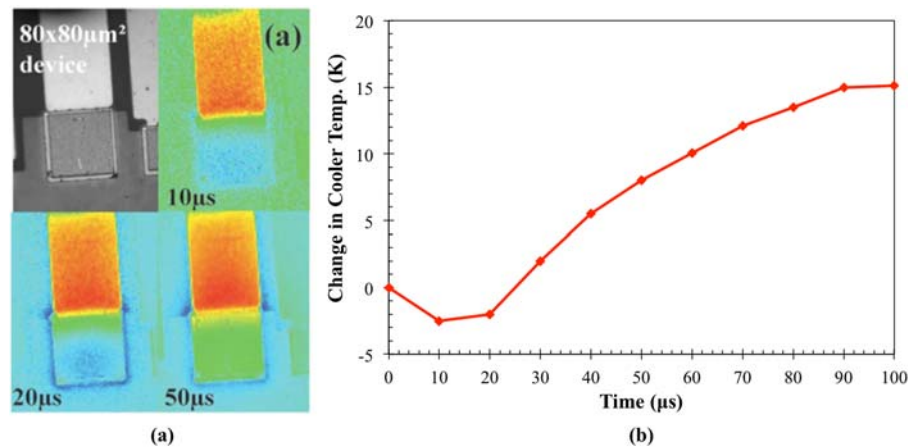 80x80μm²
device
(a)
10μs
20μs
50μs
(a)
Change in Cooler Temp. (K)
20
15
10
5
0
-5
0 10 20 30 40 50 60 70 80 90 100
Time (μs)
(b)